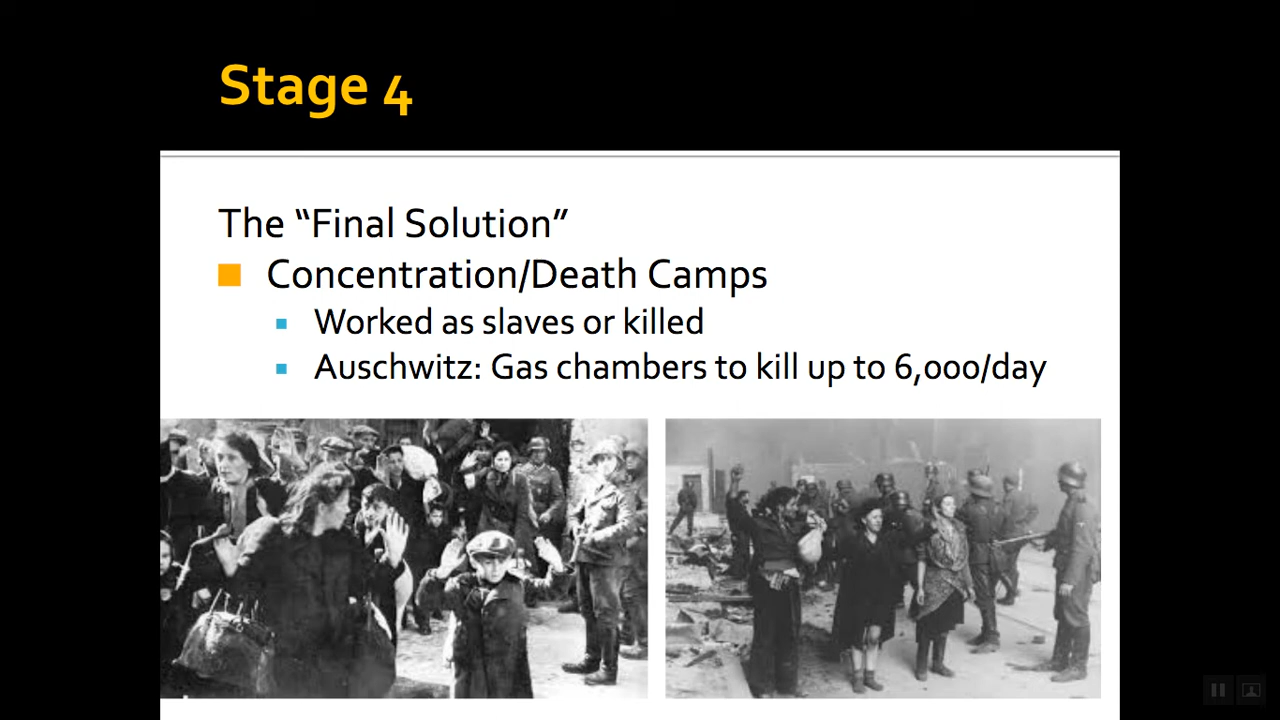 Stage 4
The “Final Solution”
Concentration/Death Camps
Worked as slaves or killed
Auschwitz: Gas chambers to kill up to 6,000/day